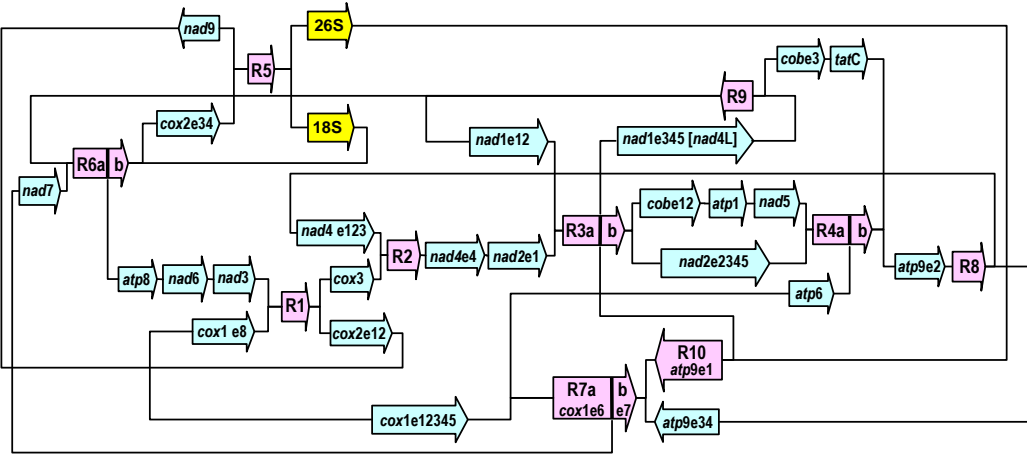 nad9
26S
R5
cobe3
tatC
R9
cox2e34
18S
nad1e12
nad1e345 [nad4L]
R6a
b
nad7
cobe12
atp1
nad5
nad4 e123
R3a
b
R4a
b
R2
nad4e4
nad2e1
nad2e2345
atp9e2
R8
atp8
nad6
nad3
cox3
R1
atp6
cox1 e8
cox2e12
R10
atp9e1
R7a
b
cox1e6
e7
cox1e12345
atp9e34